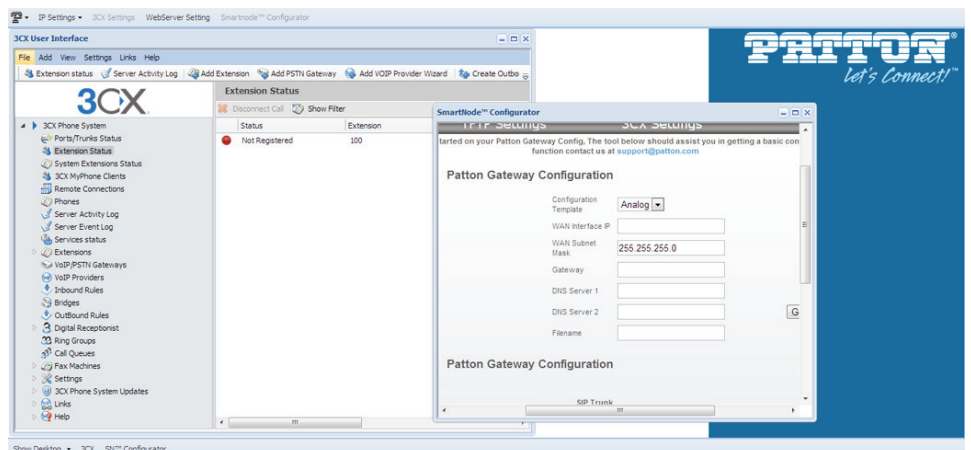 IP Settings 3CX Settings WebServer Setting Smartnode™ Configurator
3CX User Interface
File Add View Settings Links Help
Extension status Server Activity Log Add Extension Add PSTN Gateway Add VOIP Provider Wizard Create Outbo
3CX
3CX Phone System
Ports/Trunks Status
Extension Status
System Extensions Status
3CX MyPhone Clients
Remote Connections
Phones
Server Activity Log
Server Event Log
Services status
Extensions
VoIP/PSTN Gateways
VoIP Providers
Inbound Rules
Bridges
OutBound Rules
Digital Receptionist
Ring Groups
Call Queues
Fax Machines
Settings
3CX Phone System Updates
Links
Help
Extension Status
Disconnect Call Show Filter
Status Extension
Not Registered 100
PATTON®
Let's Connect!™
SmartNode™ Configurator
TFTP Settings 3CX Settings
tarted on your Patton Gateway Config, The tool below should assist you in getting a basic con
function contact us at support@patton.com
Patton Gateway Configuration
Configuration
Template
Analog
WAN Interface IP
WAN Subnet
Mask
255.255.255.0
Gateway
DNS Server 1
DNS Server 2
G
Filename
Patton Gateway Configuration
SIP Trunk
Show Desktop 3CX SN™ Configurator